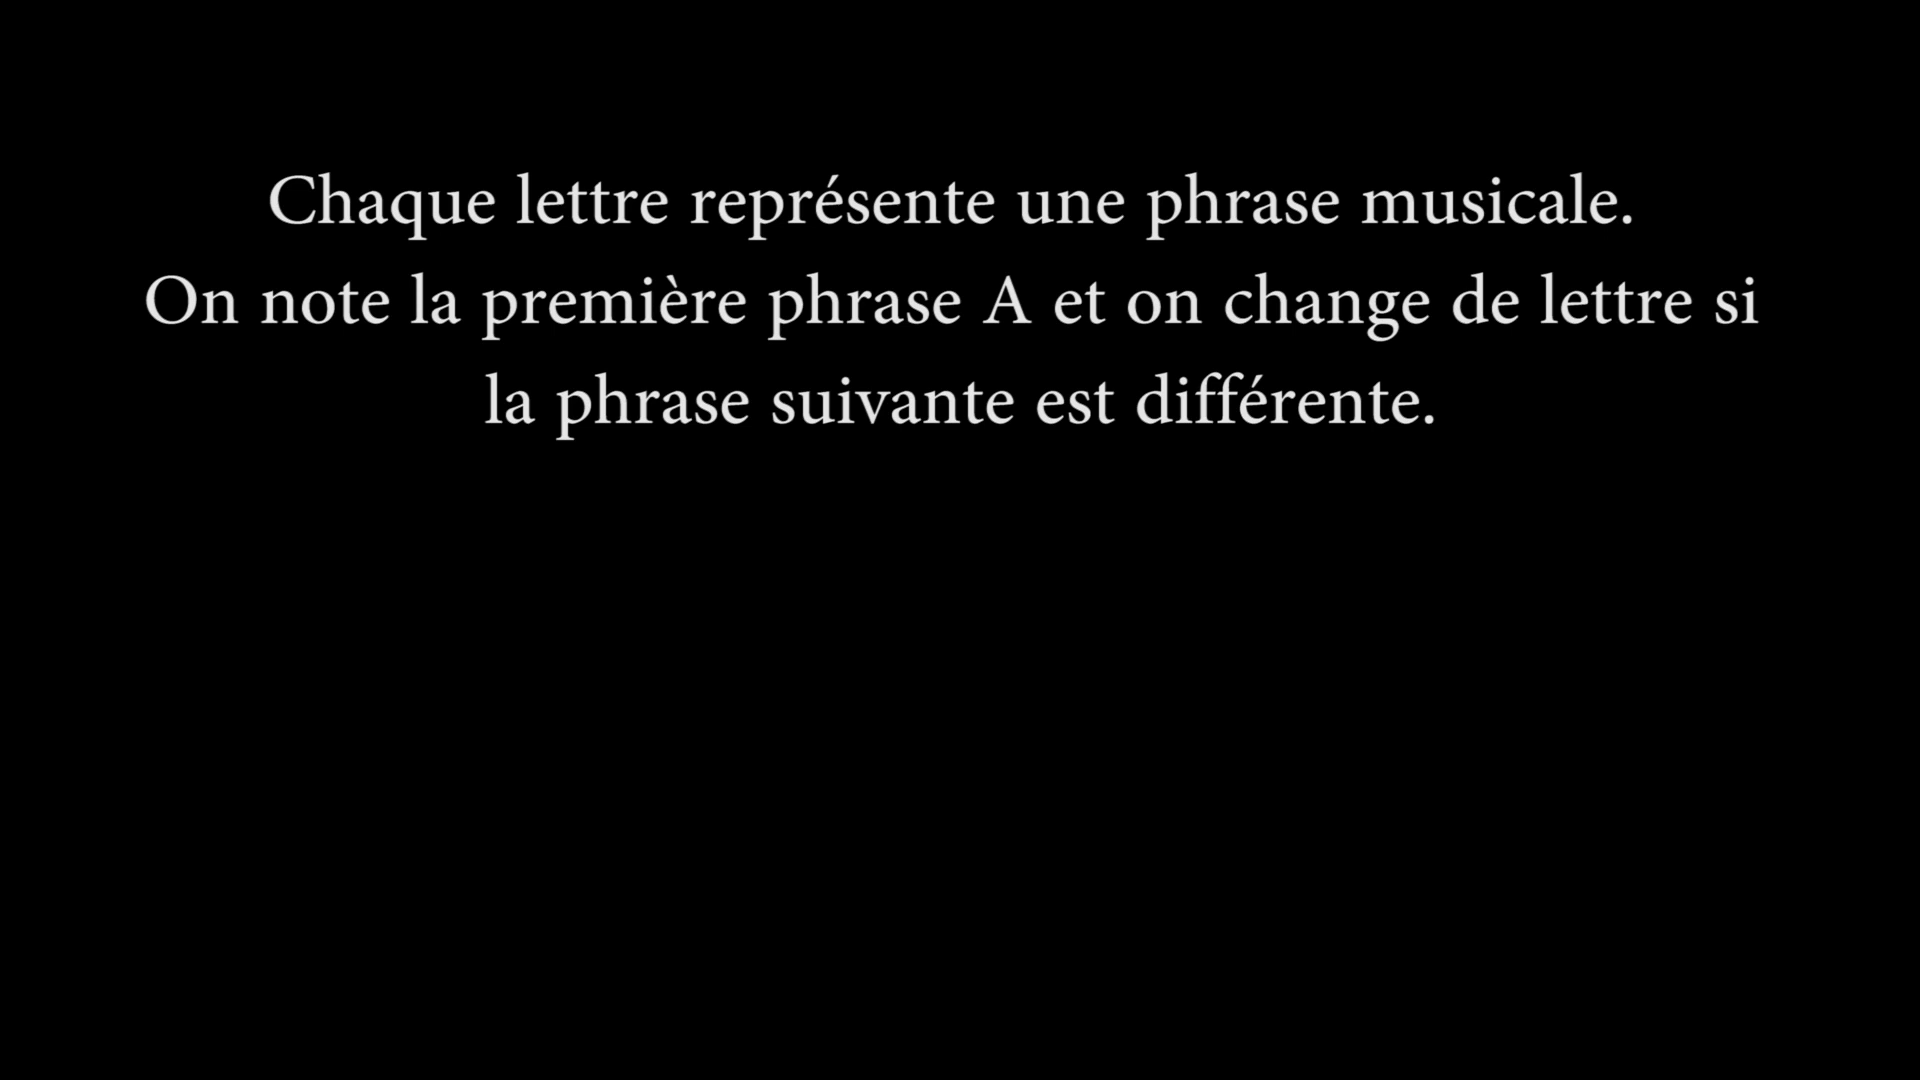 Chaque lettre représente une phrase musicale.
On note la première phrase A et on change de lettre si
la phrase suivante est différente.